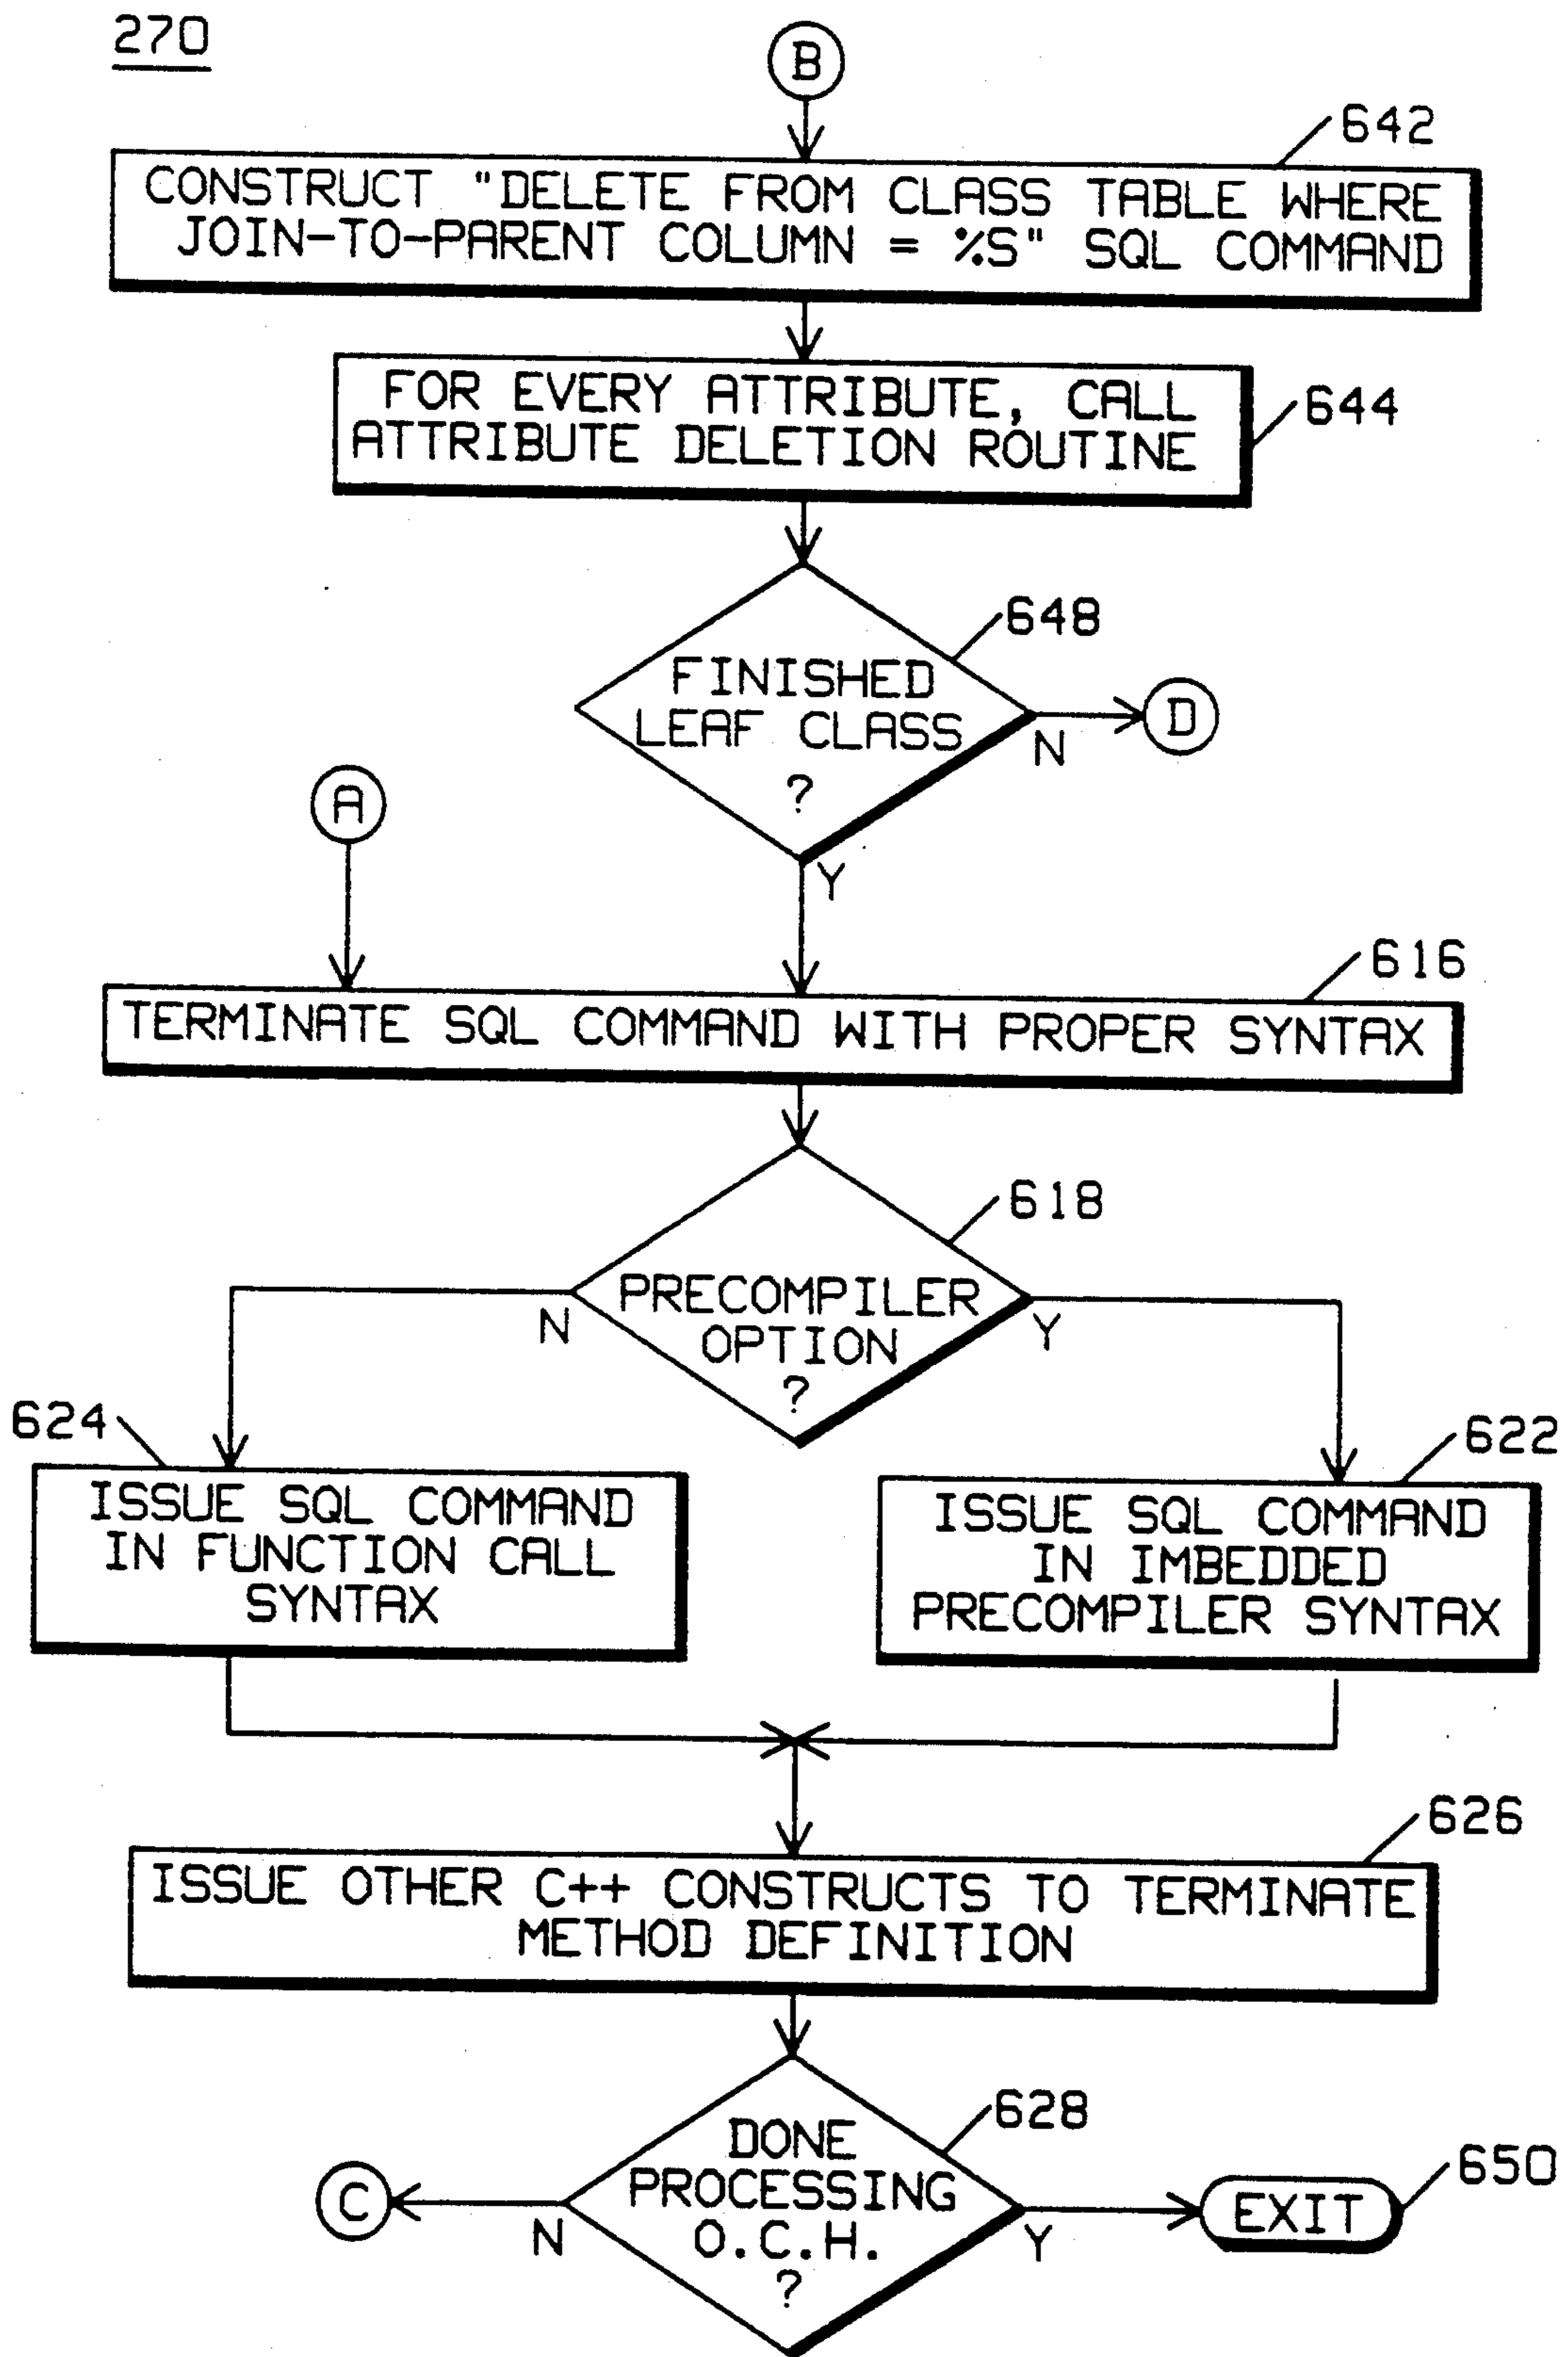 270
B
642
CONSTRUCT "DELETE FROM CLASS TABLE WHERE
JOIN-TO-PARENT COLUMN = %S" SQL COMMAND
FOR EVERY ATTRIBUTE, CALL
ATTRIBUTE DELETION ROUTINE
644
648
FINISHED
LEAF CLASS
?
N
D
A
Y
616
TERMINATE SQL COMMAND WITH PROPER SYNTAX
618
PRECOMPILER
OPTION
?
N
Y
624
622
ISSUE SQL COMMAND
IN FUNCTION CALL
SYNTAX
ISSUE SQL COMMAND
IN IMBEDDED
PRECOMPILER SYNTAX
626
ISSUE OTHER C++ CONSTRUCTS TO TERMINATE
METHOD DEFINITION
628
DONE
PROCESSING
O.C.H.
?
N
C
Y
EXIT
650